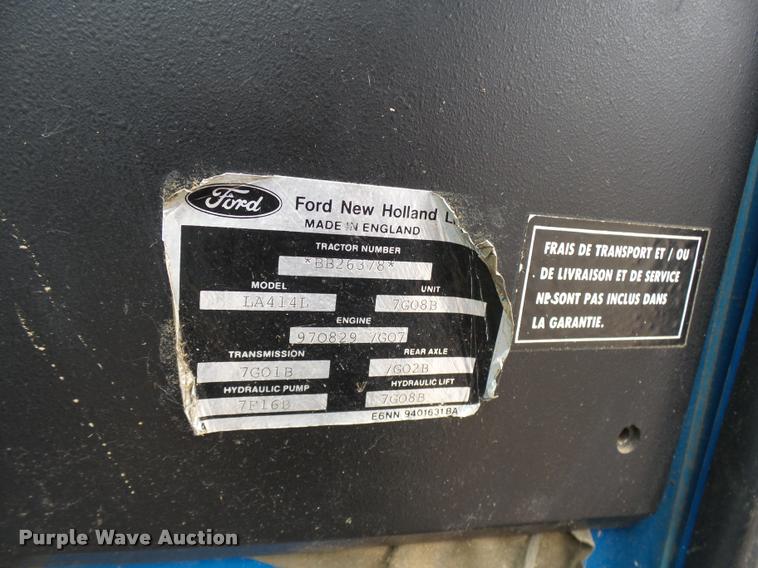 Ford
Ford New Holland L
MADE IN ENGLAND
TRACTOR NUMBER
*BB26378*
MODEL
UNIT
LA414L
7G08B
ENGINE
970829 7G07
TRANSMISSION
REAR AXLE
7G01B
7G02B
HYDRAULIC PUMP
HYDRAULIC LIFT
7F16B
7G08B
E6NN 9401631BA
FRAIS DE TRANSPORT ET / OU
DE LIVRAISON ET DE SERVICE
NE SONT PAS INCLUS DANS
LA GARANTIE.
Purple Wave Auction